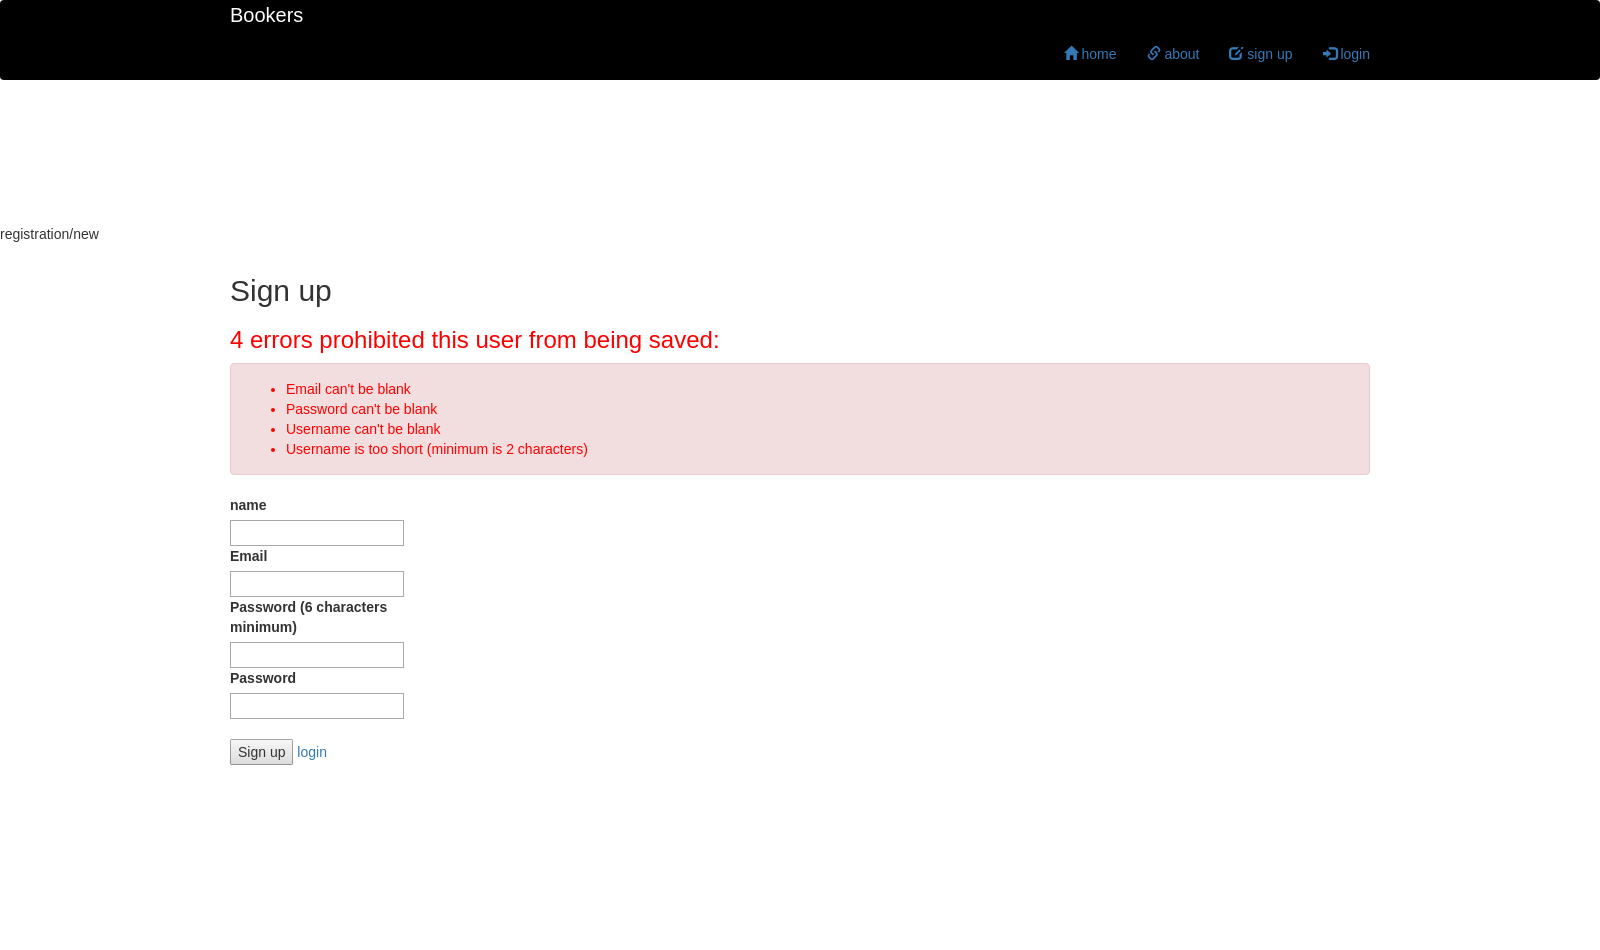 Bookers
home about sign up login
registration/new
Sign up
4 errors prohibited this user from being saved:
Email can't be blank
Password can't be blank
Username can't be blank
Username is too short (minimum is 2 characters)
name
Email
Password (6 characters
minimum)
Password
Sign up login